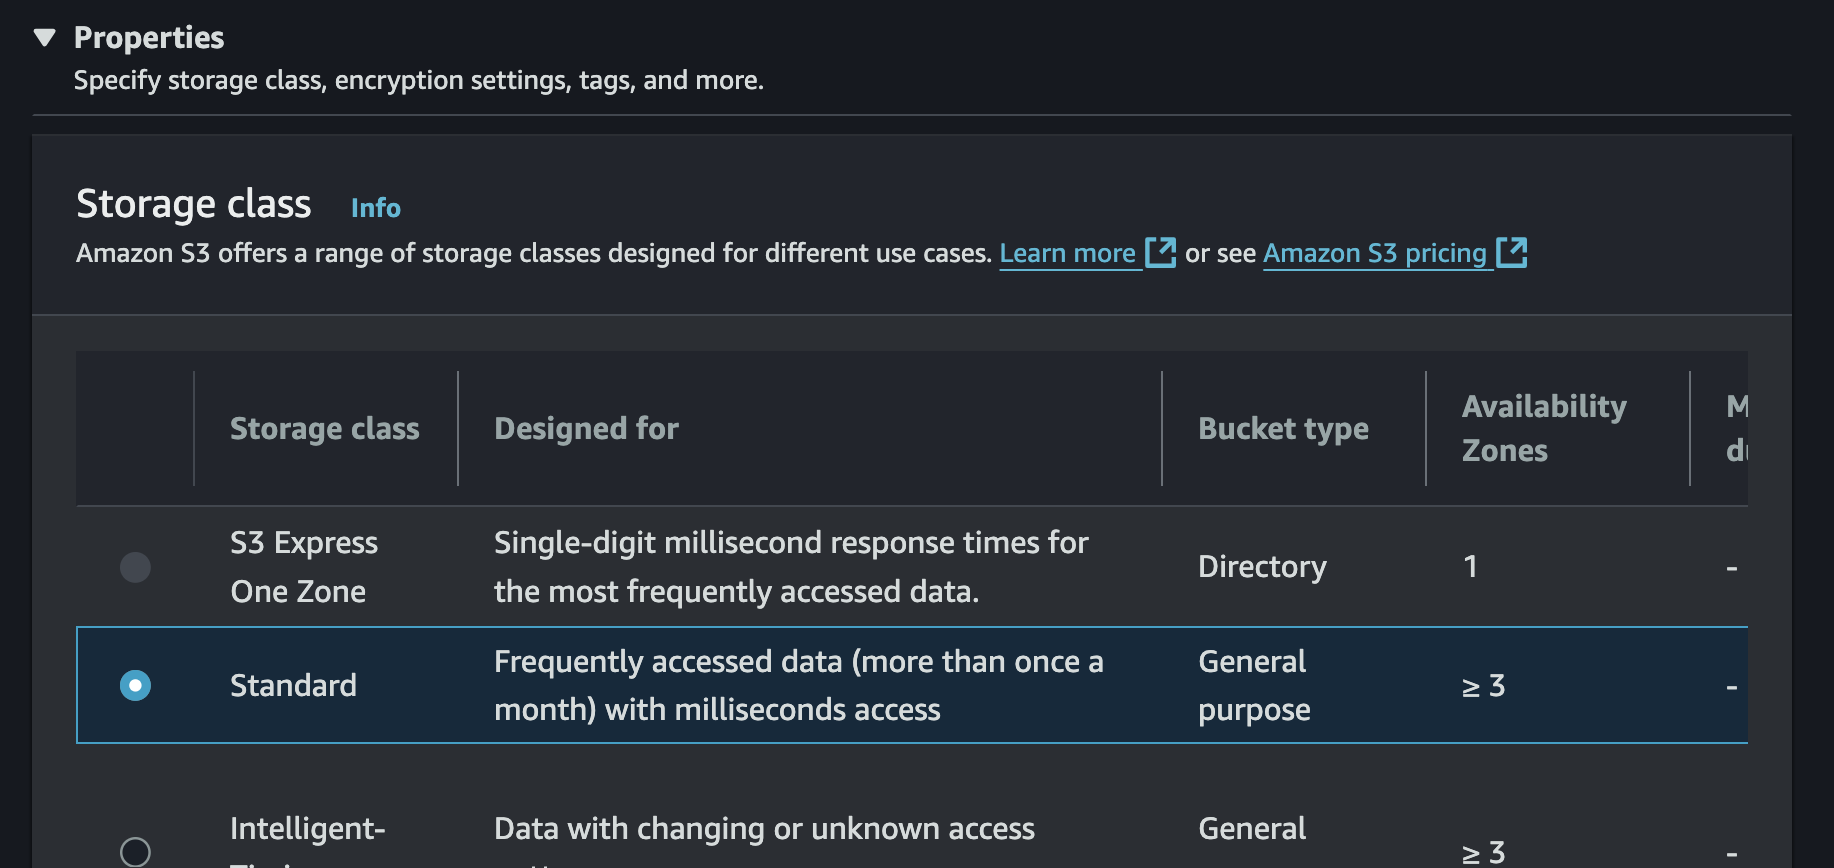 Properties
Specify storage class, encryption settings, tags, and more.
Storage class Info
Amazon S3 offers a range of storage classes designed for different use cases. Learn more or see Amazon S3 pricing
Storage class
Designed for
Bucket type
Availability
Zones
S3 Express
One Zone
Single-digit millisecond response times for
the most frequently accessed data.
Directory
1
-
Standard
Frequently accessed data (more than once a
month) with milliseconds access
General
purpose
≥ 3
-
Intelligent-
Data with changing or unknown access
General
≥ 3
-